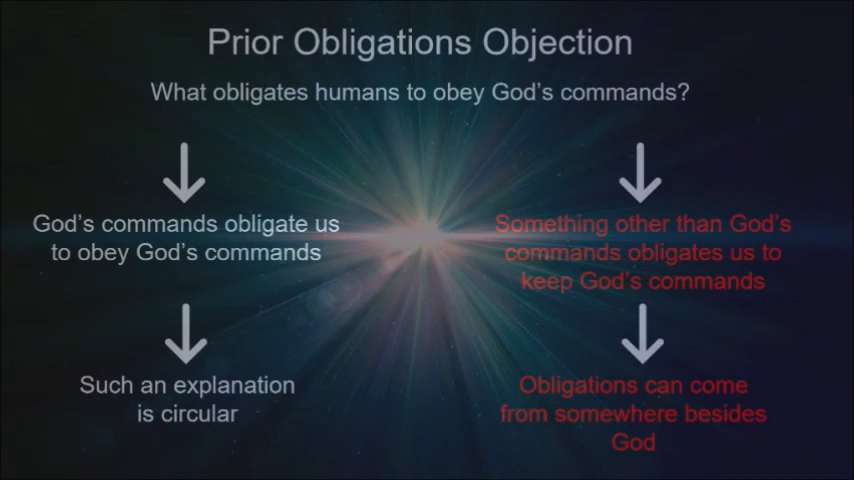 Prior Obligations Objection
What obligates humans to obey God's commands?
God's commands obligate us
to obey God's commands
Something other than God's
commands obligates us to
keep God's commands
Such an explanation
is circular
Obligations can come
from somewhere besides
God